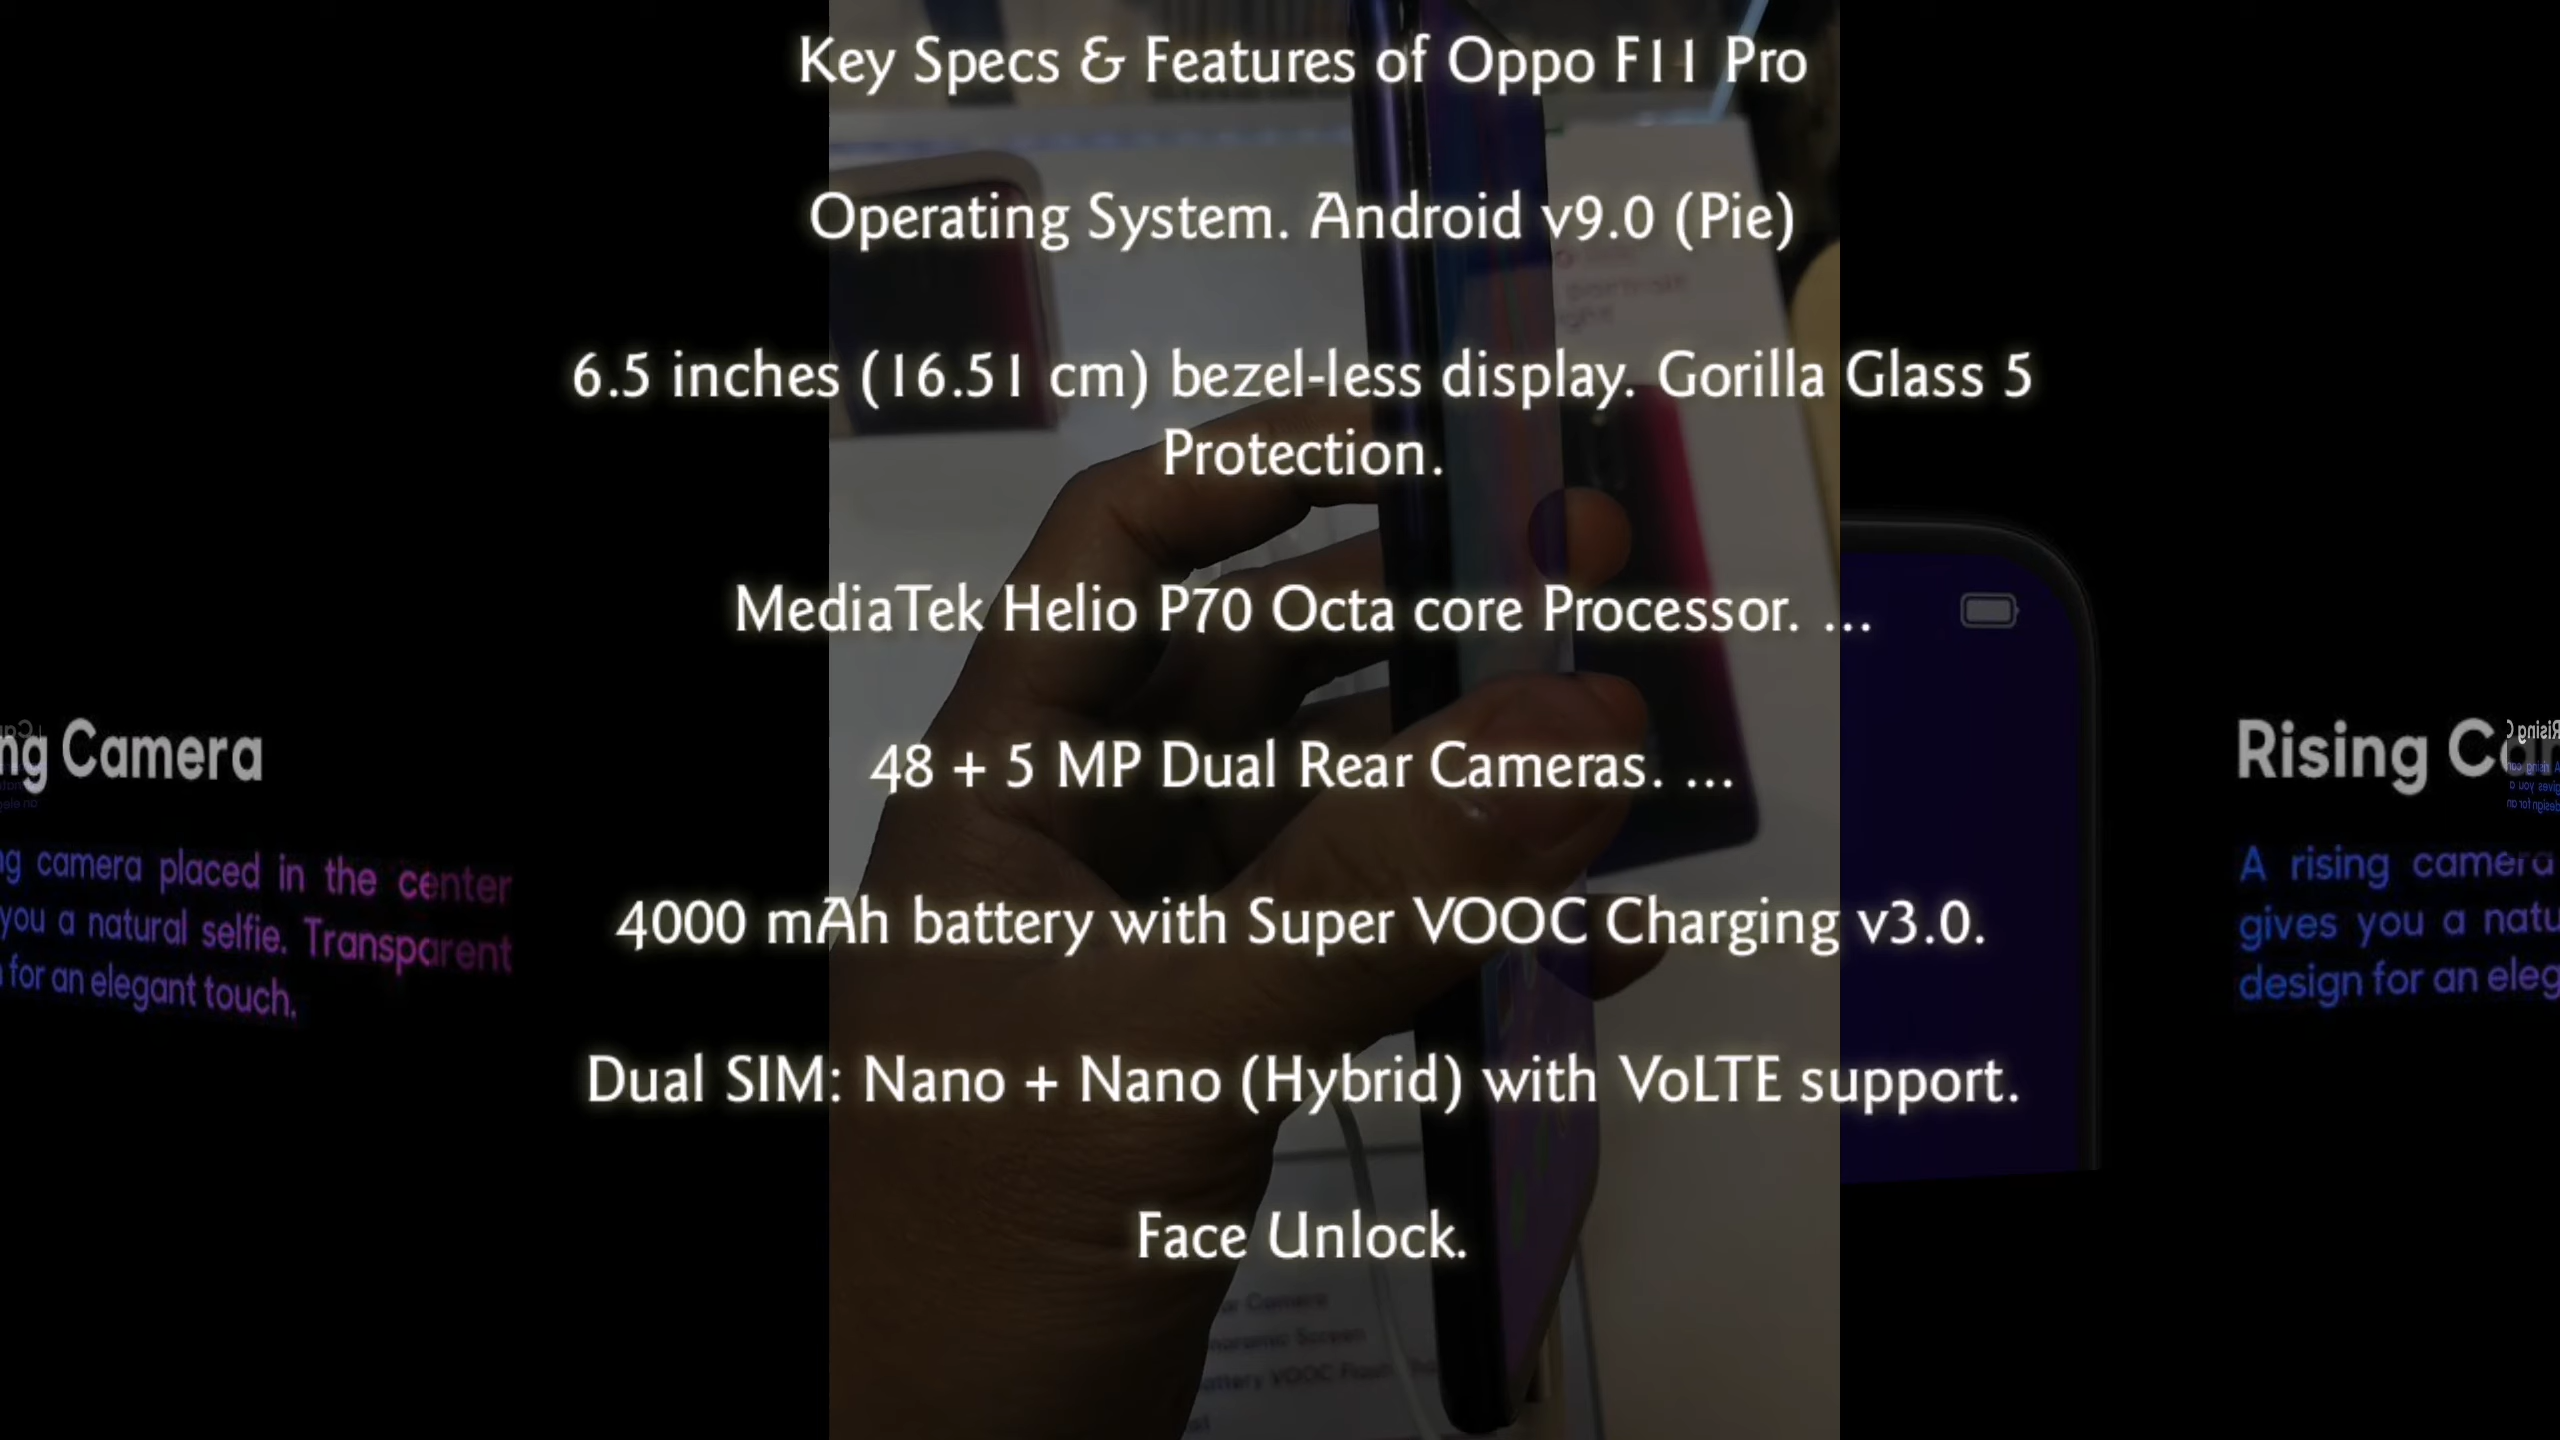 Key Specs & Features of Oppo F11 Pro
Operating System. Android v9.0 (Pie)
6.5 inches (16.51 cm) bezel-less display. Gorilla Glass 5
Protection.
MediaTek Helio P70 Octa core Processor. ...
48 + 5 MP Dual Rear Cameras. ...
4000 mAh battery with Super VOOC Charging v3.0.
Dual SIM: Nano + Nano (Hybrid) with VoLTE support.
Face Unlock.
Camera
camera placed in the center
you a natural selfie. Transparent
for an elegant touch.
Rising
A rising camera
gives you a
design for an
Camera
Screen
VOOC